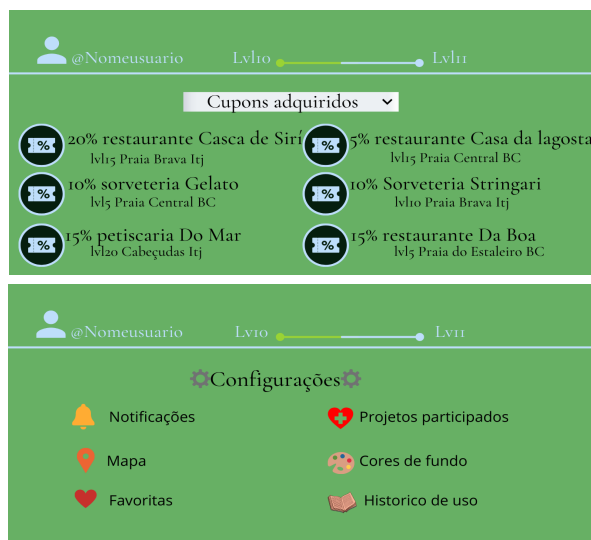 @Nomeusuario Lvl10 Lvl11
Cupons adquiridos
20% restaurante Casca de Sirí
lvl15 Praia Brava Itj
5% restaurante Casa da lagosta
lvl15 Praia Central BC
10% sorveteria Gelato
lvl5 Praia Central BC
10% Sorveteria Stringari
lvl10 Praia Brava Itj
15% petiscaria Do Mar
lvl20 Cabeçudas Itj
15% restaurante Da Boa
lvl5 Praia do Estaleiro BC
@Nomeusuario Lv10 Lv11
Configurações
Notificações
Projetos participados
Mapa
Cores de fundo
Favoritas
Historico de uso